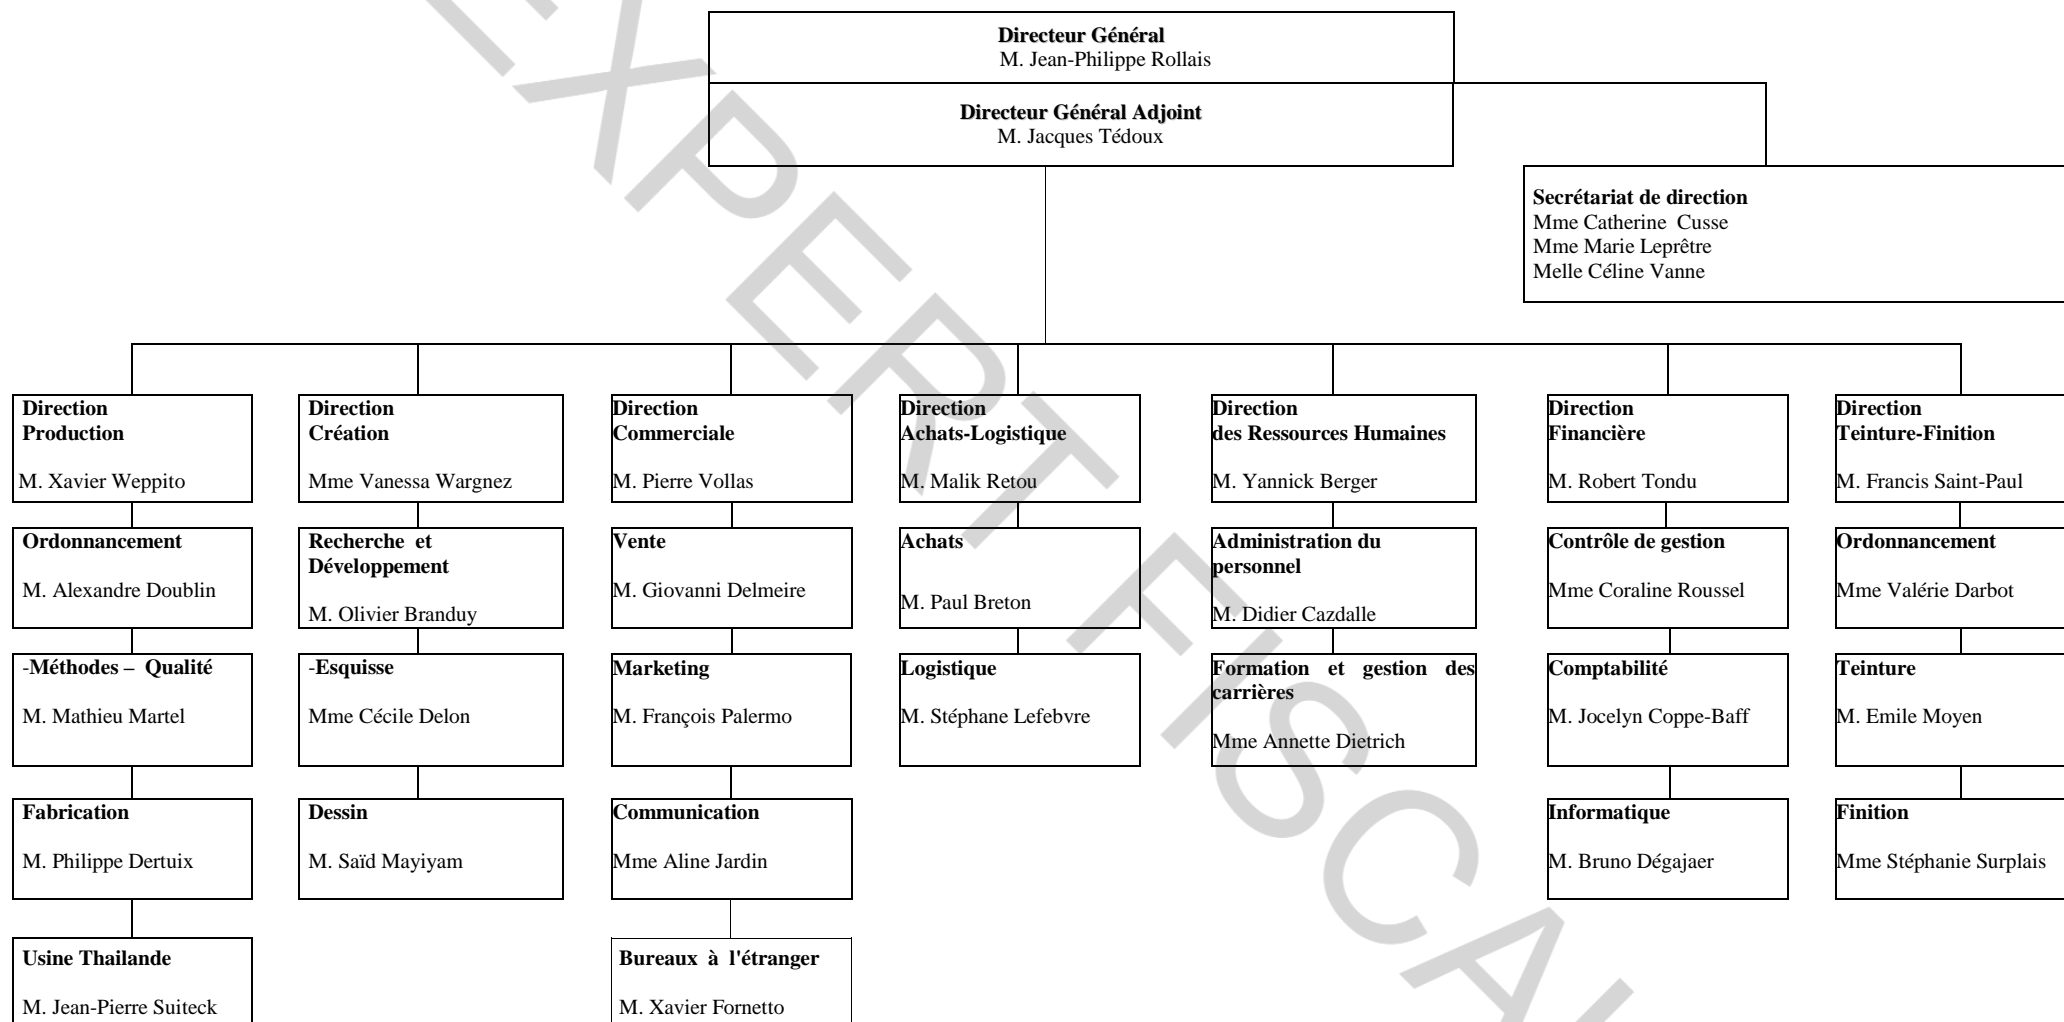 Directeur Général
M. Jean-Philippe Rollais
Directeur Général Adjoint
M. Jacques Tédoux
Secrétariat de direction
Mme Catherine Cusse
Mme Marie Leprêtre
Melle Céline Vanne
Direction
Production
M. Xavier Weppito
Direction
Création
Mme Vanessa Wargnez
Direction
Commerciale
M. Pierre Vollas
Direction
Achats-Logistique
M. Malik Retou
Direction
des Ressources Humaines
M. Yannick Berger
Direction
Financière
M. Robert Tondu
Direction
Teinture-Finition
M. Francis Saint-Paul
Ordonnancement
M. Alexandre Doublin
Recherche et
Développement
M. Olivier Branduy
Vente
M. Giovanni Delmeire
Achats
M. Paul Breton
Administration du
personnel
M. Didier Cazdalle
Contrôle de gestion
Mme Coraline Roussel
Ordonnancement
Mme Valérie Darbot
-Méthodes – Qualité
M. Mathieu Martel
-Esquisse
Mme Cécile Delon
Marketing
M. François Palermo
Logistique
M. Stéphane Lefebvre
Formation et gestion des
carrières
Mme Annette Dietrich
Comptabilité
M. Jocelyn Coppe-Baff
Teinture
M. Emile Moyen
Fabrication
M. Philippe Dertuix
Dessin
M. Saïd Mayiyam
Communication
Mme Aline Jardin
Informatique
M. Bruno Dégajaer
Finition
Mme Stéphanie Surplais
Usine Thailande
M. Jean-Pierre Suiteck
Bureaux à l'étranger
M. Xavier Fornetto
EXPERT FISCAL